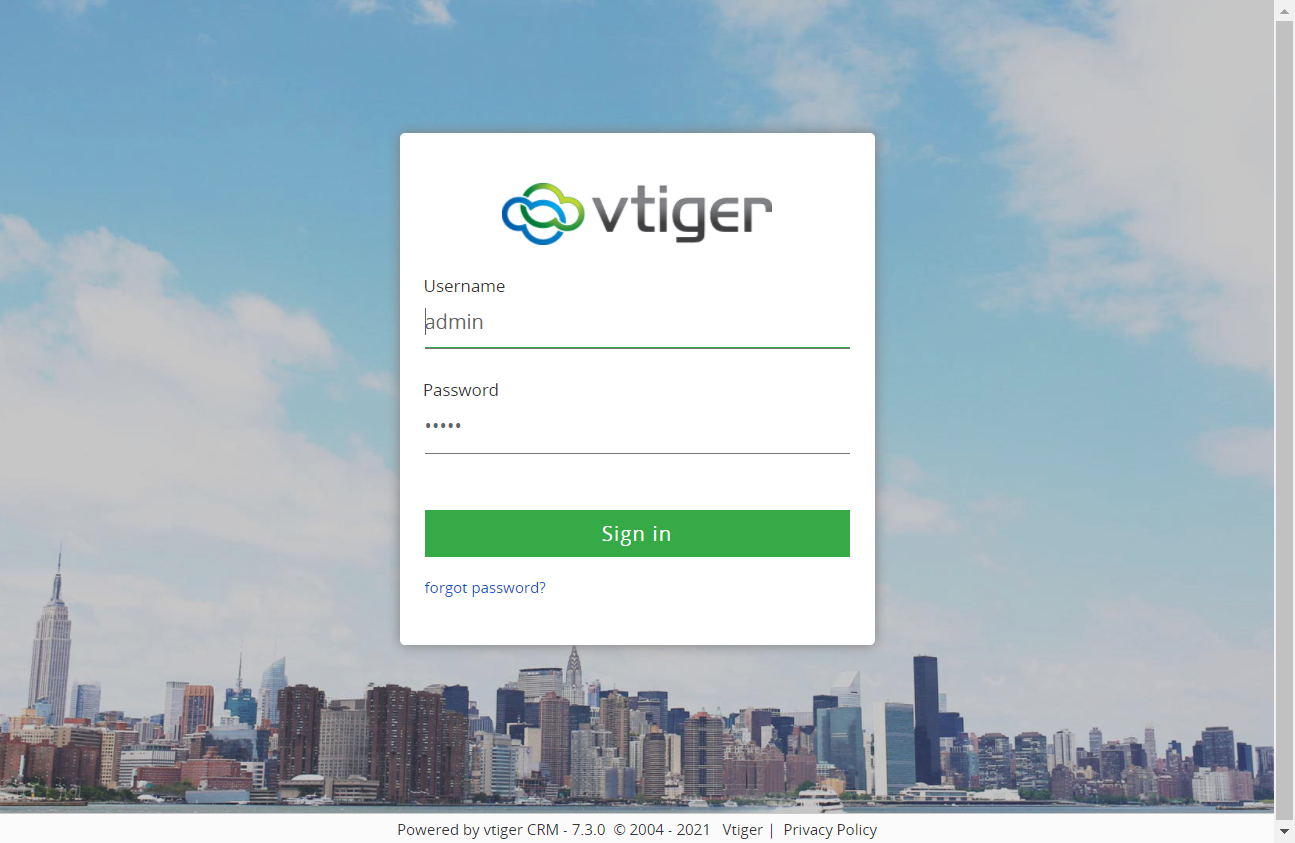 vtiger
Username
admin
Password
•••••
Sign in
forgot password?
Powered by vtiger CRM - 7.3.0 © 2004 - 2021 Vtiger | Privacy Policy